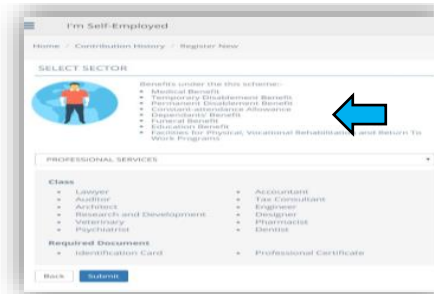 I'm Self-Employed
Home / Contribution History / Register New
SELECT SECTOR
Benefits under the this scheme:-
Medical Benefit
Temporary Disablement Benefit
Permanent Disablement Benefit
Constant-attendance Allowance
Dependants' Benefit
Funeral Benefit
Education Benefit
Facilities for Physical, Vocational Rehabilitation and Return To
Work Programs
PROFESSIONAL SERVICES
Class
Lawyer
Auditor
Architect
Research and Development
Veterinary
Psychiatrist
Accountant
Tax Consultant
Engineer
Designer
Pharmacist
Dentist
Required Document
Identification Card
Professional Certificate
Back
Submit